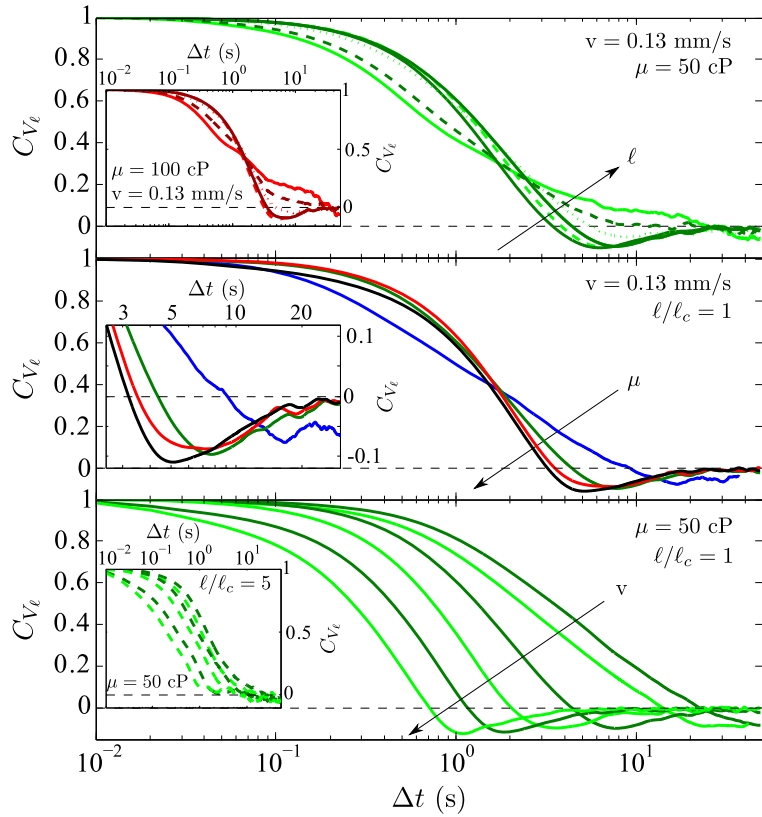 1
0.8
0.6
0.4
0.2
0
C_{V_ℓ}
v = 0.13 mm/s
μ = 50 cP
ℓ
Δt (s)
10^{-2} 10^{-1} 10^{0} 10^{1}
1
0.5
0
C_{V_ℓ}
μ = 100 cP
v = 0.13 mm/s
1
0.8
0.6
0.4
0.2
0
C_{V_ℓ}
v = 0.13 mm/s
ℓ/ℓ_c = 1
μ
Δt (s)
3 5 10 20
0.1
0
-0.1
C_{V_ℓ}
1
0.8
0.6
0.4
0.2
0
C_{V_ℓ}
μ = 50 cP
ℓ/ℓ_c = 1
v
Δt (s)
10^{-2} 10^{-1} 10^{0} 10^{1}
ℓ/ℓ_c = 5
1
0.5
0
C_{V_ℓ}
μ = 50 cP
10^{-2} 10^{-1} 10^{0} 10^{1}
Δt (s)